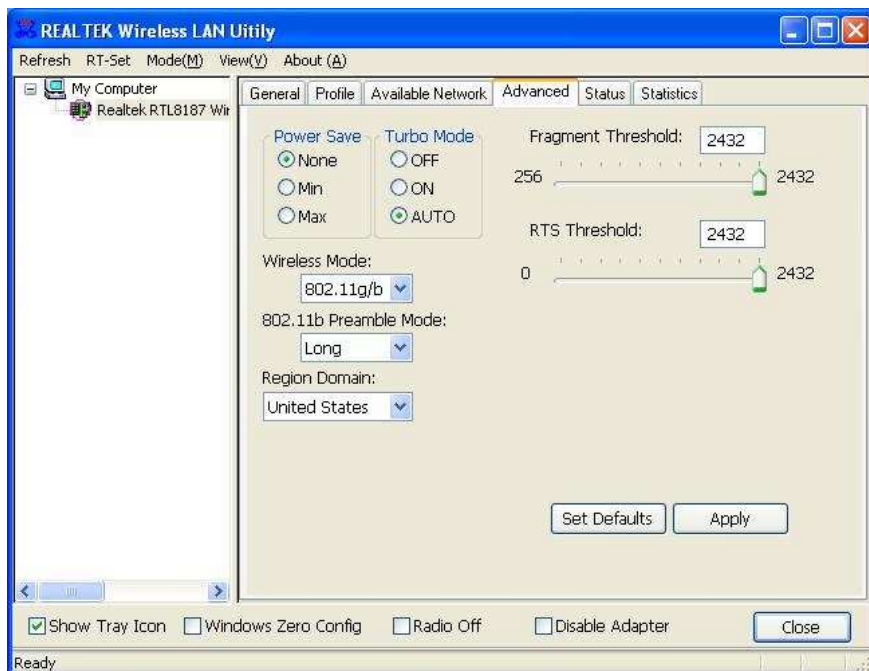 REALTEK Wireless LAN Uitily
Refresh RT-Set Mode(M) View(V) About (A)
My Computer
Realtek RTL8187 Wir
General Profile Available Network Advanced Status Statistics
Power Save
None
Min
Max
Turbo Mode
OFF
ON
AUTO
Wireless Mode:
802.11g/b
802.11b Preamble Mode:
Long
Region Domain:
United States
Fragment Threshold: 2432
256 2432
RTS Threshold: 2432
0 2432
Set Defaults Apply
Show Tray Icon Windows Zero Config Radio Off Disable Adapter Close
Ready